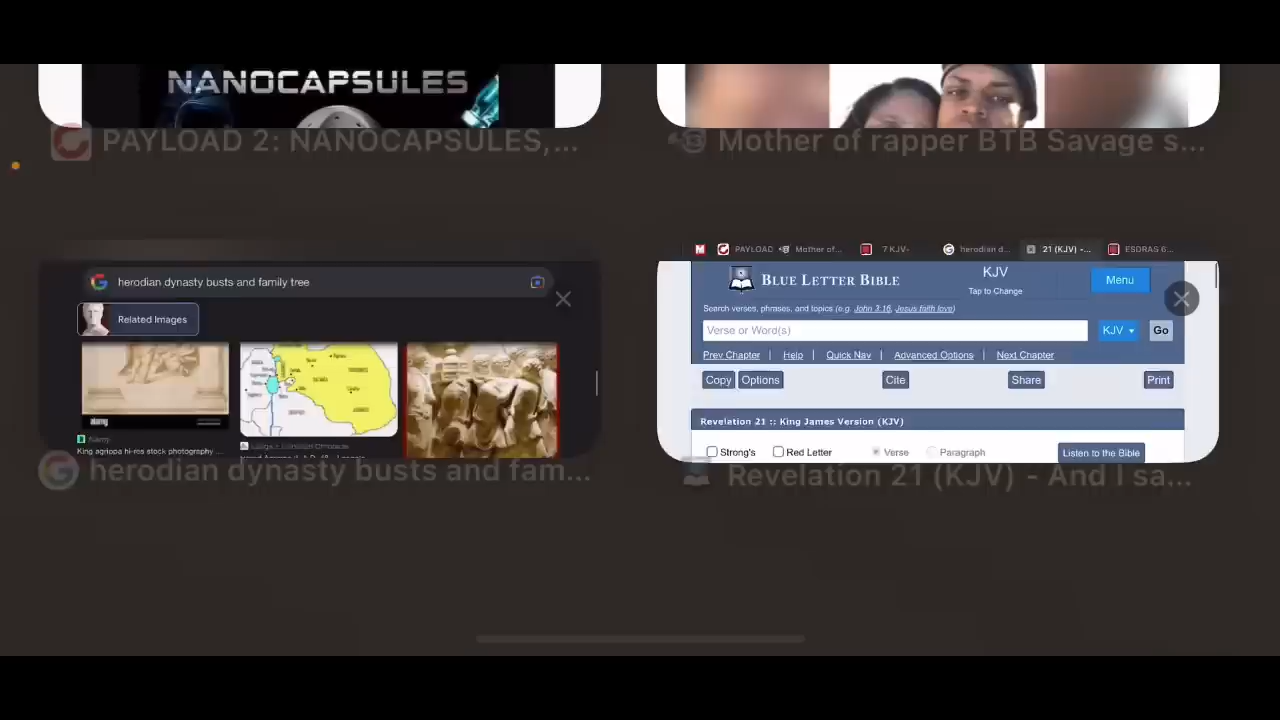 NANOCAPSULES
PAYLOAD 2: NANOCAPSULES,...
Mother of rapper BTB Savage s...
PAYLOAD
Mother of...
7 KJV-
herodian d...
21 (KJV) -...
ESDRAS 6...
herodian dynasty busts and family tree
Related Images
alamy
Alamy
King agrippa hi-res stock photography ...
herodian dynasty busts and fam...
BLUE LETTER BIBLE
KJV
Tap to Change
Menu
Search verses, phrases, and topics (e.g. John 3:16, Jesus faith love)
Verse or Word(s)
KJV
Go
Prev Chapter | Help | Quick Nav | Advanced Options | Next Chapter
Copy Options Cite Share Print
Revelation 21 :: King James Version (KJV)
Strong's Red Letter Verse Paragraph Listen to the Bible
Revelation 21 (KJV) - And I sa...